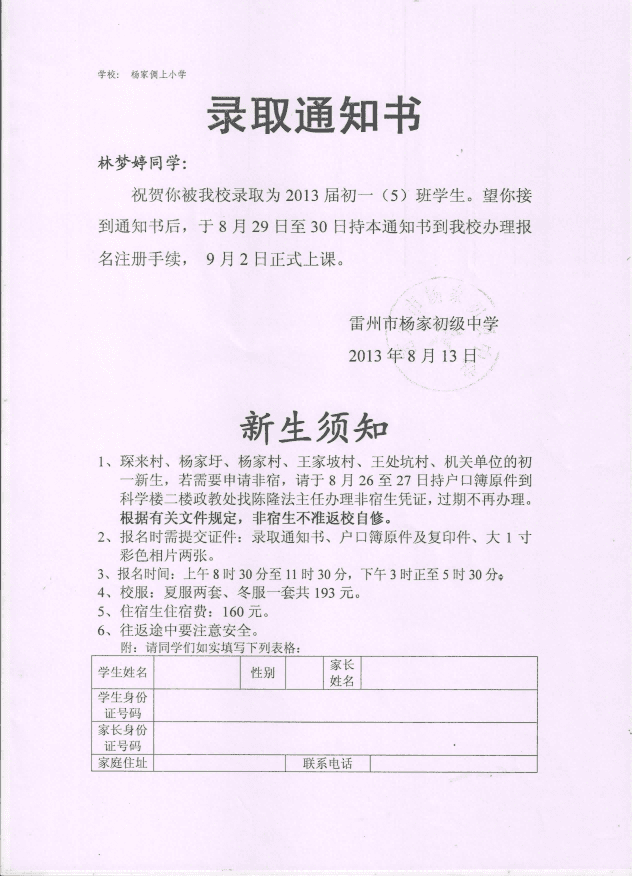 学校： 杨家倜上小学
录取通知书
林梦婷同学：
祝贺你被我校录取为 2013 届初一（5）班学生。望你接
到通知书后，于 8 月 29 日至 30 日持本通知书到我校办理报
名注册手续， 9 月 2 日正式上课。
雷州市杨家初级中学
2013 年 8 月 13 日
新生须知
1、琛来村、杨家圩、杨家村、王家坡村、王处坑村、机关单位的初
一新生，若需要申请非宿，请于 8 月 26 至 27 日持户口簿原件到
科学楼二楼政教处找陈隆法主任办理非宿生凭证，过期不再办理。
根据有关文件规定，非宿生不准返校自修。
2、报名时需提交证件：录取通知书、户口簿原件及复印件、大 1 寸
彩色相片两张。
3、报名时间：上午 8 时 30 分至 11 时 30 分，下午 3 时正至 5 时 30 分。
4、校服：夏服两套、冬服一套共 193 元。
5、住宿生住宿费：160 元。
6、往返途中要注意安全。
附：请同学们如实填写下列表格：
学生姓名 性别 家长
姓名
学生身份
证号码
家长身份
证号码
家庭住址 联系电话